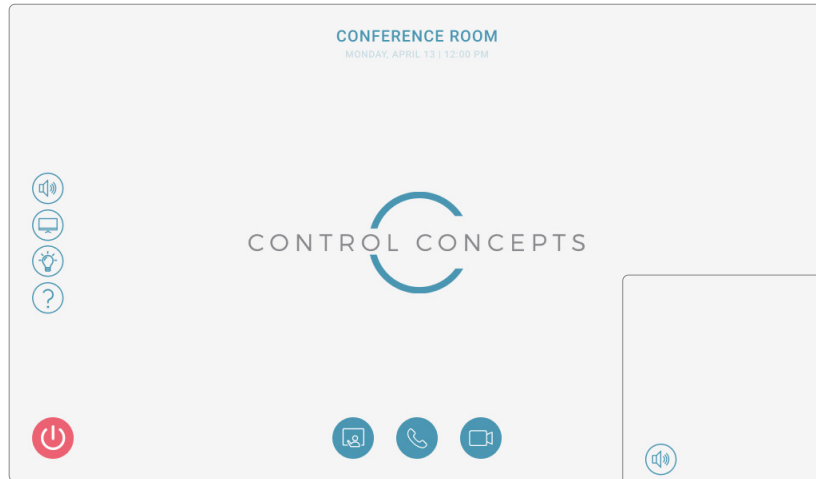 CONFERENCE ROOM
MONDAY, APRIL 13 | 12:00 PM
CONTROL CONCEPTS
?